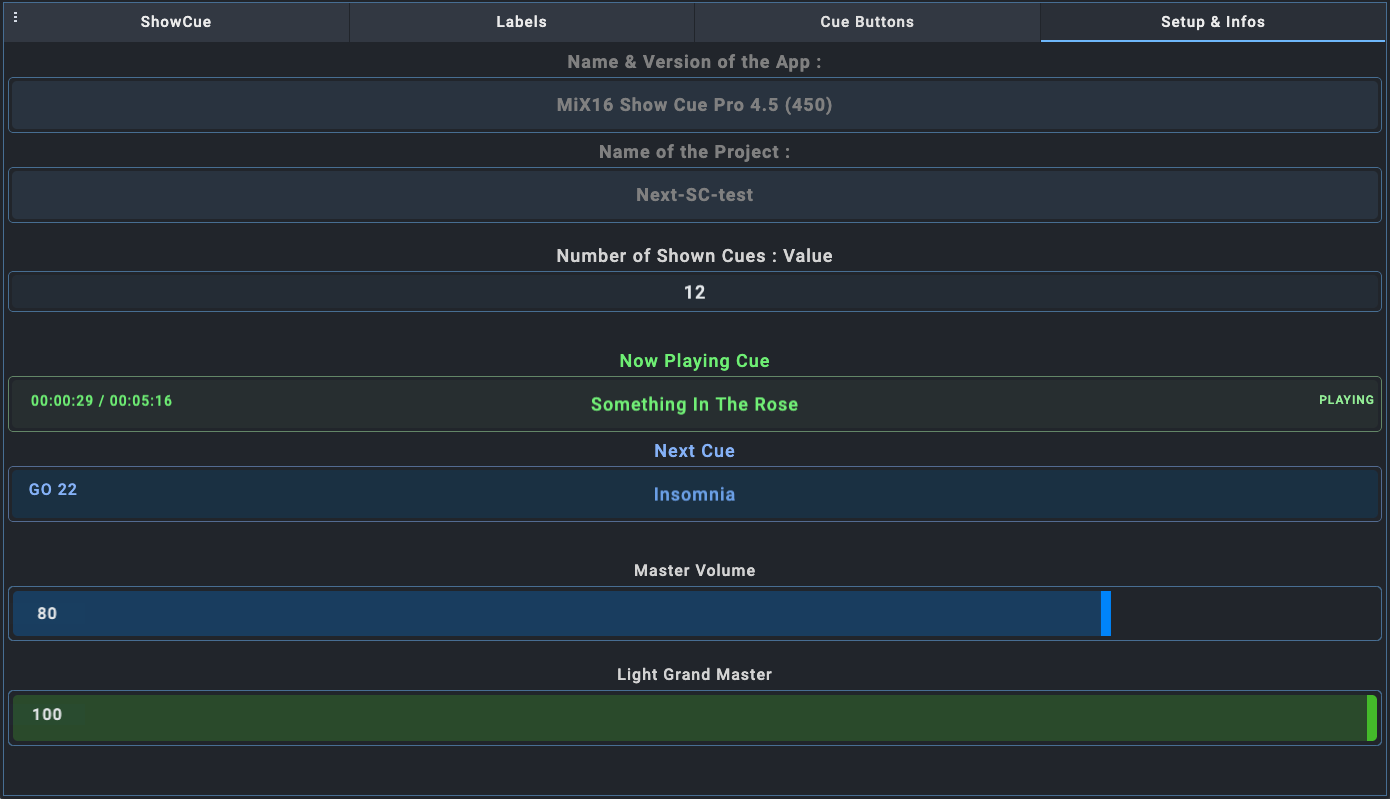 ShowCue
Labels
Cue Buttons
Setup & Infos
Name & Version of the App :
MiX16 Show Cue Pro 4.5 (450)
Name of the Project :
Next-SC-test
Number of Shown Cues : Value
12
Now Playing Cue
00:00:29 / 00:05:16
Something In The Rose
PLAYING
Next Cue
GO 22
Insomnia
Master Volume
80
Light Grand Master
100